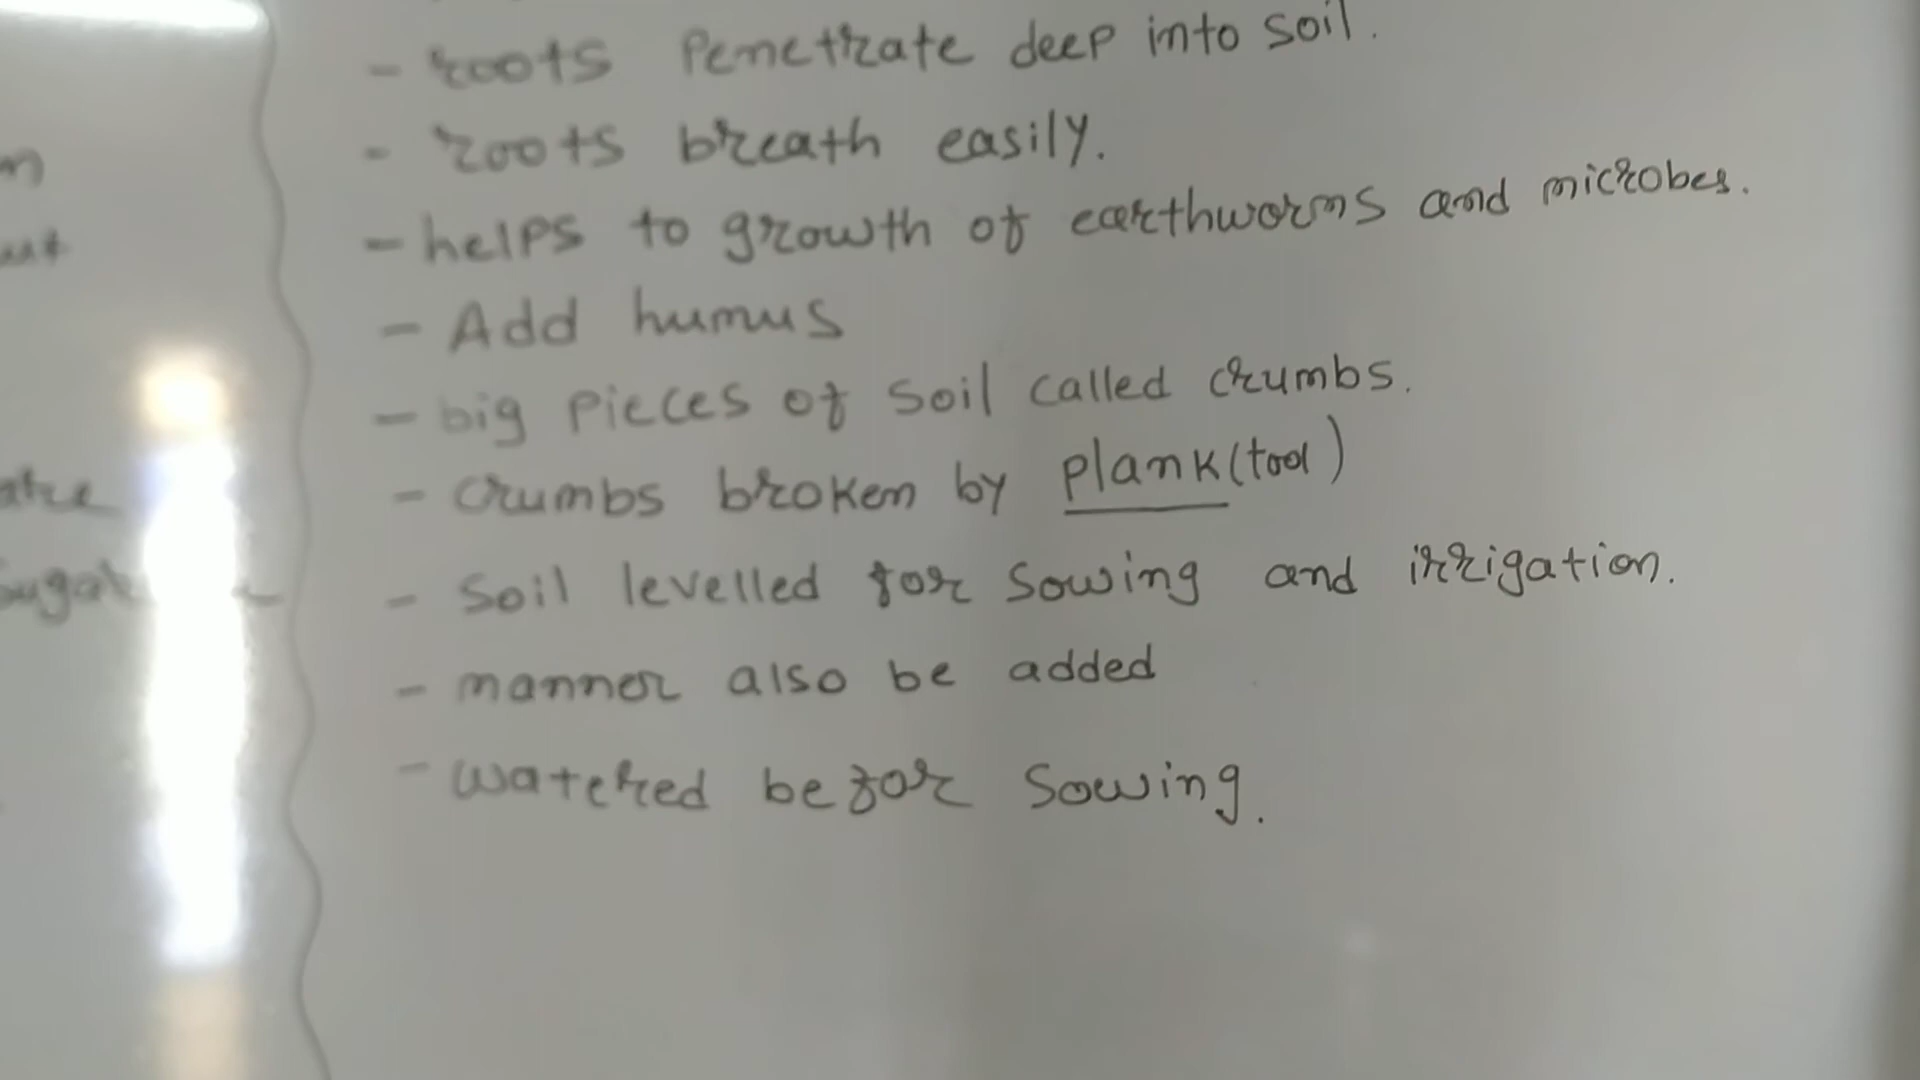 - roots Penetrate deep into soil.
- roots breath easily.
- helps to growth of earthworms and microbes.
- Add humus
- big pieces of soil called crumbs.
- crumbs broken by plank (tool)
- Soil levelled for Sowing and irrigation.
- manner also be added
- watered befor Sowing.